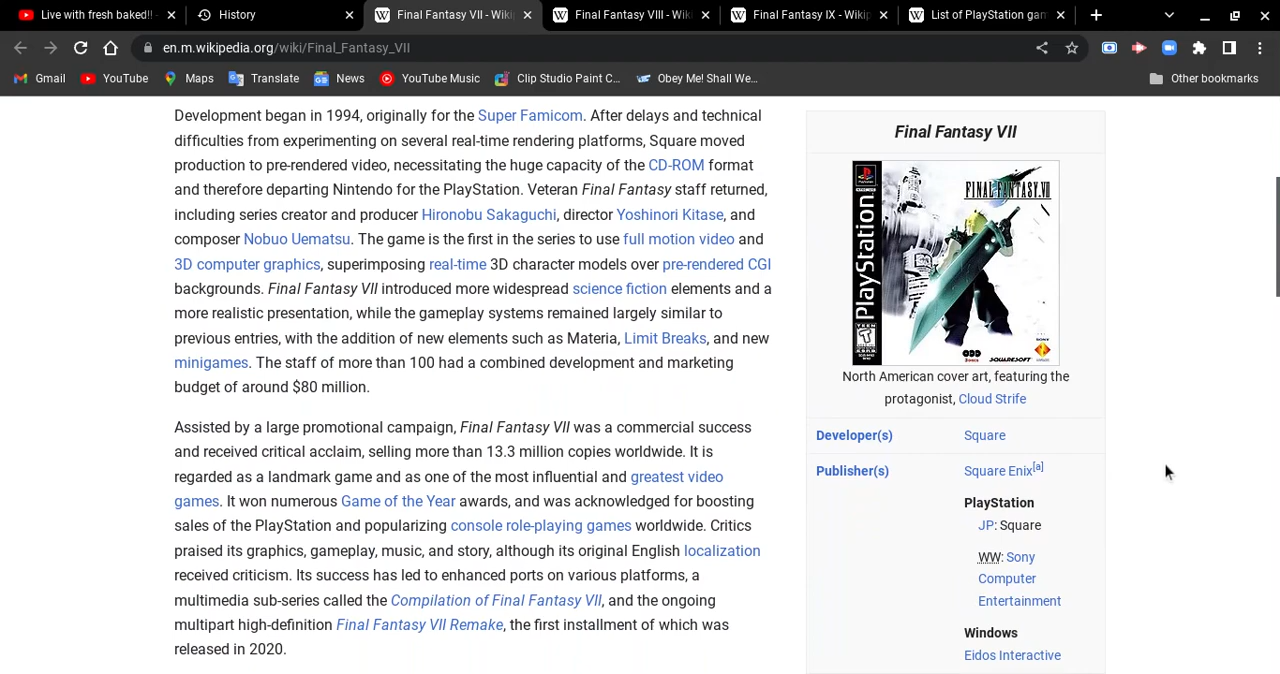 Live with fresh baked!! -
History
Final Fantasy VII - Wiki
Final Fantasy VIII - Wiki
Final Fantasy IX - Wikip
List of PlayStation gam
en.m.wikipedia.org/wiki/Final_Fantasy_VII
Gmail
YouTube
Maps
Translate
News
YouTube Music
Clip Studio Paint C...
Obey Me! Shall We...
Other bookmarks
Development began in 1994, originally for the Super Famicom. After delays and technical
difficulties from experimenting on several real-time rendering platforms, Square moved
production to pre-rendered video, necessitating the huge capacity of the CD-ROM format
and therefore departing Nintendo for the PlayStation. Veteran Final Fantasy staff returned,
including series creator and producer Hironobu Sakaguchi, director Yoshinori Kitase, and
composer Nobuo Uematsu. The game is the first in the series to use full motion video and
3D computer graphics, superimposing real-time 3D character models over pre-rendered CGI
backgrounds. Final Fantasy VII introduced more widespread science fiction elements and a
more realistic presentation, while the gameplay systems remained largely similar to
previous entries, with the addition of new elements such as Materia, Limit Breaks, and new
minigames. The staff of more than 100 had a combined development and marketing
budget of around $80 million.
Assisted by a large promotional campaign, Final Fantasy VII was a commercial success
and received critical acclaim, selling more than 13.3 million copies worldwide. It is
regarded as a landmark game and as one of the most influential and greatest video
games. It won numerous Game of the Year awards, and was acknowledged for boosting
sales of the PlayStation and popularizing console role-playing games worldwide. Critics
praised its graphics, gameplay, music, and story, although its original English localization
received criticism. Its success has led to enhanced ports on various platforms, a
multimedia sub-series called the Compilation of Final Fantasy VII, and the ongoing
multipart high-definition Final Fantasy VII Remake, the first installment of which was
released in 2020.
Final Fantasy VII
PlayStation
FINAL FANTASY VII
SQUARESOFT
North American cover art, featuring the
protagonist, Cloud Strife
Developer(s)
Square
Publisher(s)
Square Enix[a]
PlayStation
JP: Square
WW: Sony
Computer
Entertainment
Windows
Eidos Interactive